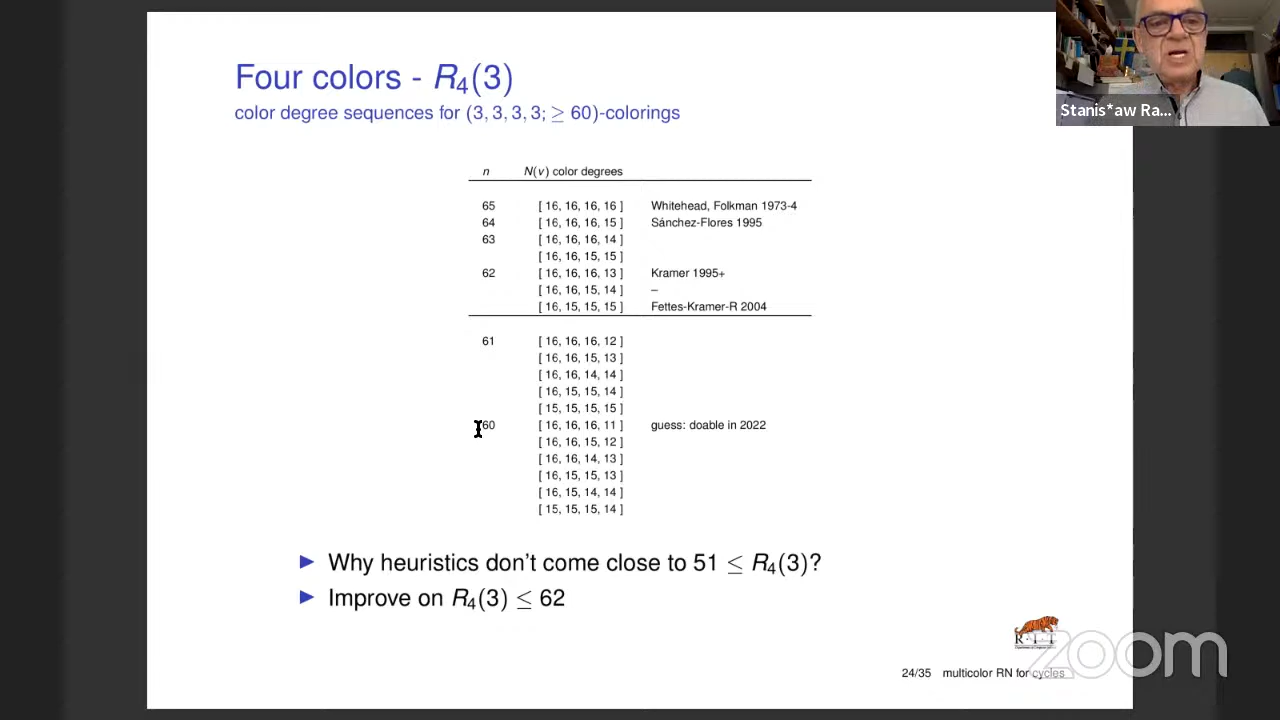 Four colors - R₄(3)
color degree sequences for (3, 3, 3, 3; ≥ 60)-colorings
Stanis*aw Ra...
n N(v) color degrees
65 [ 16, 16, 16, 16 ] Whitehead, Folkman 1973-4
64 [ 16, 16, 16, 15 ] Sánchez-Flores 1995
63 [ 16, 16, 16, 14 ]
[ 16, 16, 15, 15 ]
62 [ 16, 16, 16, 13 ] Kramer 1995+
[ 16, 16, 15, 14 ] –
[ 16, 15, 15, 15 ] Fettes-Kramer-R 2004
61 [ 16, 16, 16, 12 ]
[ 16, 16, 15, 13 ]
[ 16, 16, 14, 14 ]
[ 16, 15, 15, 14 ]
[ 15, 15, 15, 15 ]
60 [ 16, 16, 16, 11 ] guess: doable in 2022
[ 16, 16, 15, 12 ]
[ 16, 16, 14, 13 ]
[ 16, 15, 15, 13 ]
[ 16, 15, 14, 14 ]
[ 15, 15, 15, 14 ]
► Why heuristics don't come close to 51 ≤ R₄(3)?
► Improve on R₄(3) ≤ 62
R·I·T
zoom
24/35 multicolor RN for cycles